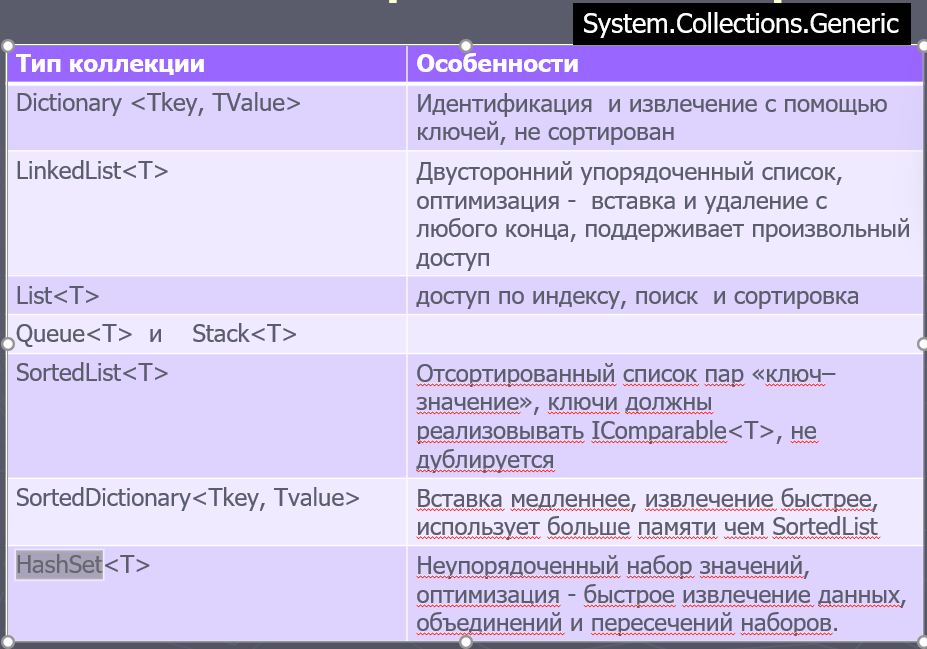 System.Collections.Generic
Тип коллекции
Особенности
Dictionary <Tkey, TValue>
Идентификация и извлечение с помощью
ключей, не сортирован
LinkedList<T>
Двусторонний упорядоченный список,
оптимизация - вставка и удаление с
любого конца, поддерживает произвольный
доступ
List<T>
доступ по индексу, поиск и сортировка
Queue<T> и Stack<T>
SortedList<T>
Отсортированный список пар «ключ–
значение», ключи должны
реализовывать IComparable<T>, не
дублируется
SortedDictionary<Tkey, Tvalue>
Вставка медленнее, извлечение быстрее,
использует больше памяти чем SortedList
HashSet<T>
Неупорядоченный набор значений,
оптимизация - быстрое извлечение данных,
объединений и пересечений наборов.